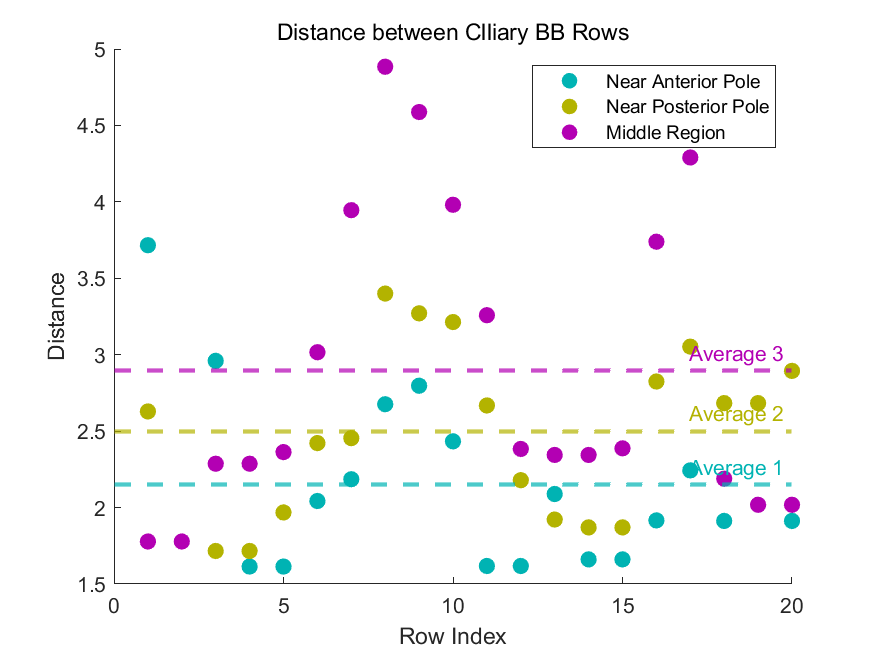 Distance between CIliary BB Rows
5
4.5
4
3.5
3
2.5
2
1.5
0
5
10
15
20
Distance
Row Index
Near Anterior Pole
Near Posterior Pole
Middle Region
Average 3
Average 2
Average 1